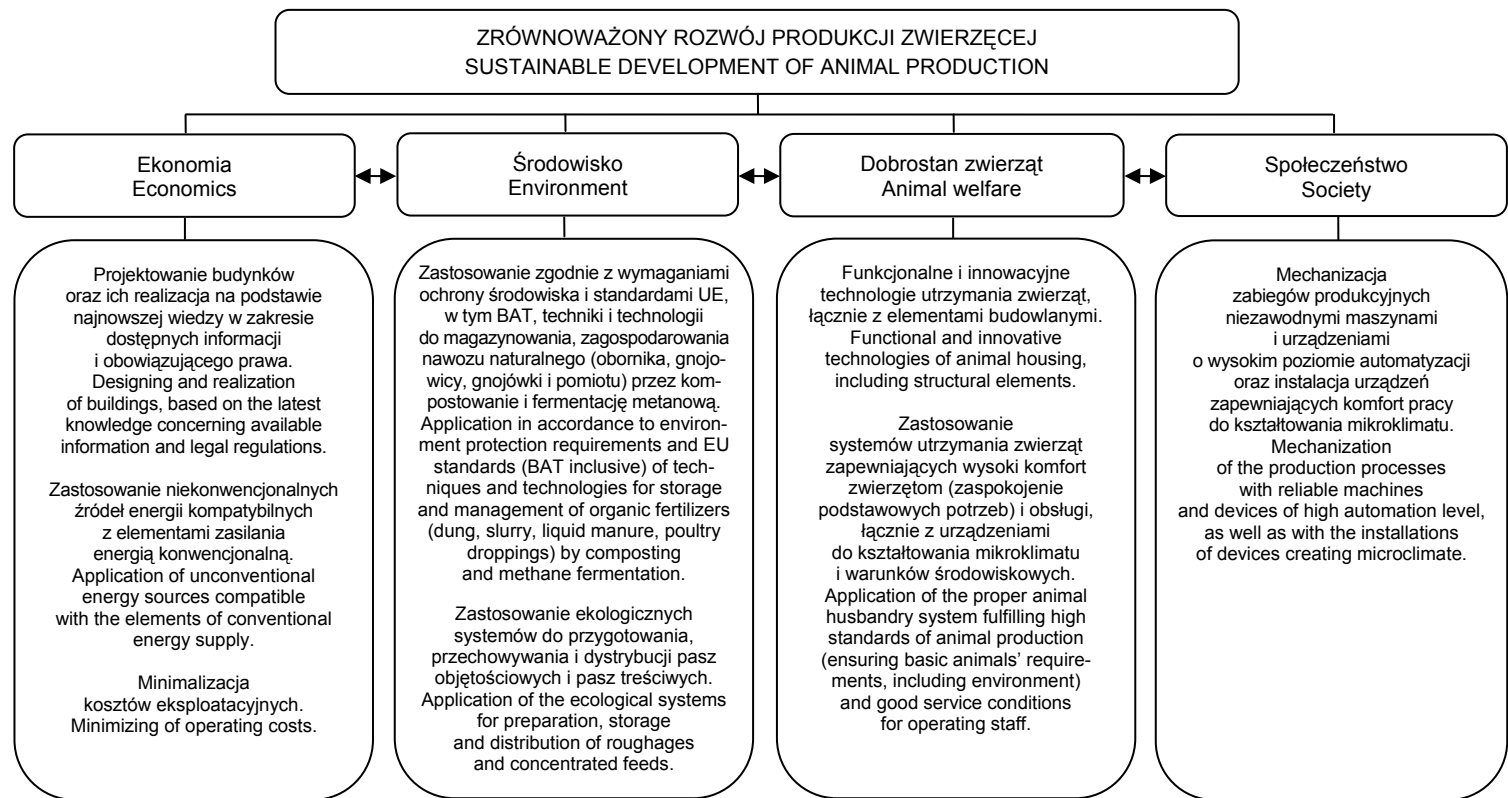 ZRÓWNOWAŻONY ROZWÓJ PRODUKCJI ZWIERZĘCEJ
SUSTAINABLE DEVELOPMENT OF ANIMAL PRODUCTION
Ekonomia
Economics
Środowisko
Environment
Dobrostan zwierząt
Animal welfare
Społeczeństwo
Society
Projektowanie budynków
oraz ich realizacja na podstawie
najnowszej wiedzy w zakresie
dostępnych informacji
i obowiązującego prawa.
Designing and realization
of buildings, based on the latest
knowledge concerning available
information and legal regulations.
Zastosowanie niekonwencjonalnych
źródeł energii kompatybilnych
z elementami zasilania
energią konwencjonalną.
Application of unconventional
energy sources compatible
with the elements of conventional
energy supply.
Minimalizacja
kosztów eksploatacyjnych.
Minimizing of operating costs.
Zastosowanie zgodnie z wymaganiami
ochrony środowiska i standardami UE,
w tym BAT, techniki i technologii
do magazynowania, zagospodarowania
nawozu naturalnego (obornika, gnojo-
wicy, gnojówki i pomiotu) przez kom-
postowanie i fermentację metanową.
Application in accordance to environ-
ment protection requirements and EU
standards (BAT inclusive) of tech-
niques and technologies for storage
and management of organic fertilizers
(dung, slurry, liquid manure, poultry
droppings) by composting
and methane fermentation.
Zastosowanie ekologicznych
systemów do przygotowania,
przechowywania i dystrybucji pasz
objętościowych i pasz treściwych.
Application of the ecological systems
for preparation, storage
and distribution of roughages
and concentrated feeds.
Funkcjonalne i innowacyjne
technologie utrzymania zwierząt,
łącznie z elementami budowlanymi.
Functional and innovative
technologies of animal housing,
including structural elements.
Zastosowanie
systemów utrzymania zwierząt
zapewniających wysoki komfort
zwierzętom (zaspokojenie
podstawowych potrzeb) i obsługi,
łącznie z urządzeniami
do kształtowania mikroklimatu
i warunków środowiskowych.
Application of the proper animal
husbandry system fulfilling high
standards of animal production
(ensuring basic animals' require-
ments, including environment)
and good service conditions
for operating staff.
Mechanizacja
zabiegów produkcyjnych
niezawodnymi maszynami
i urządzeniami
o wysokim poziomie automatyzacji
oraz instalacja urządzeń
zapewniających komfort pracy
do kształtowania mikroklimatu.
Mechanization
of the production processes
with reliable machines
and devices of high automation level,
as well as with the installations
of devices creating microclimate.